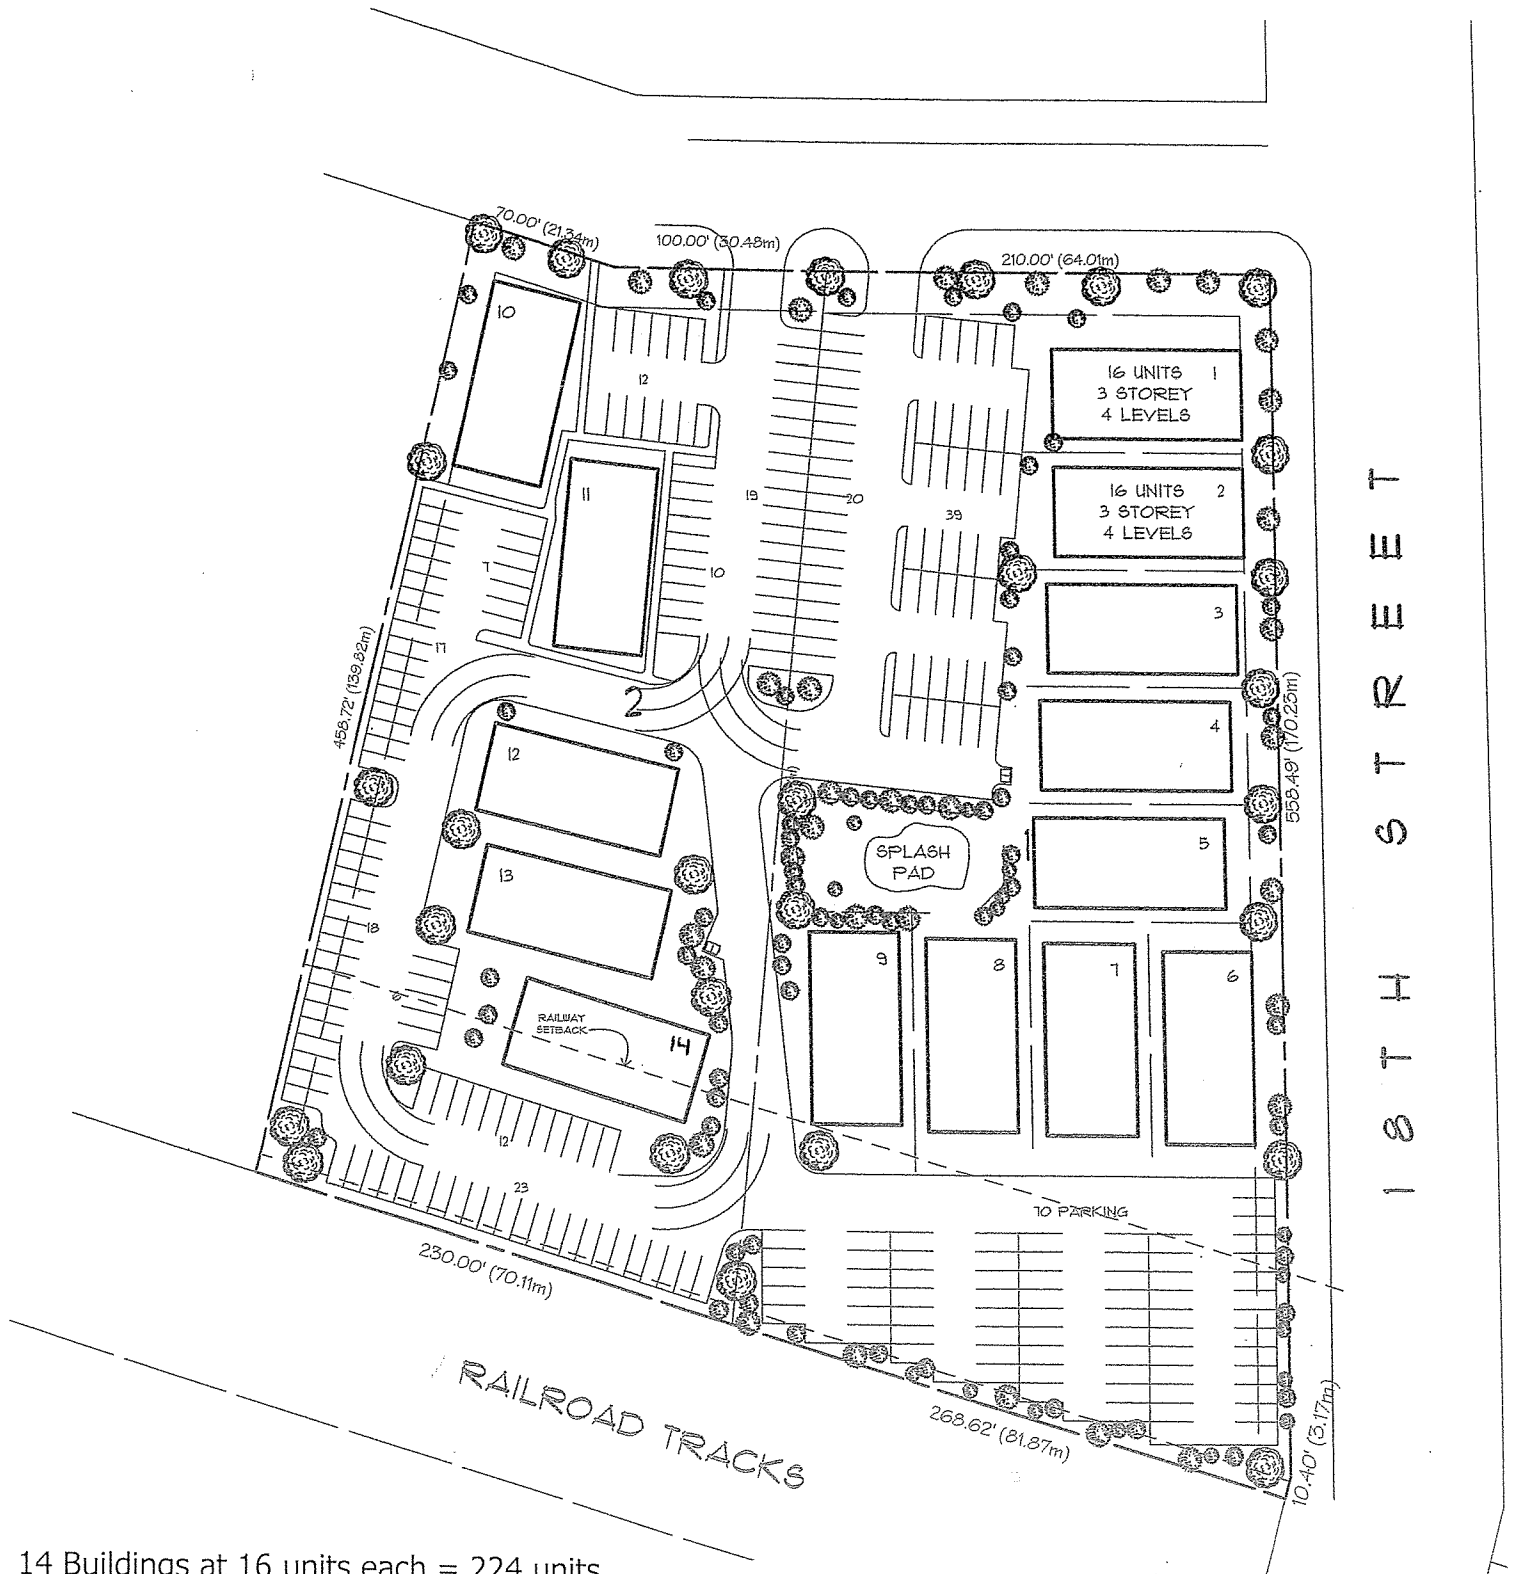 70.00' (21.34m)
100.00' (30.48m)
210.00' (64.01m)
10
12
16 UNITS 1
3 STOREY
4 LEVELS
11
19
20
39
16 UNITS 2
3 STOREY
4 LEVELS
7
10
3
17
458.72' (139.82m)
2
4
558.49' (170.23m)
18TH STREET
12
SPLASH
PAD
1
5
13
18
9
8
7
6
RAILWAY
SETBACK
14
12
23
70 PARKING
230.00' (70.11m)
RAILROAD TRACKS
268.62' (81.87m)
10.40' (3.17m)
14 Buildings at 16 units each = 224 units